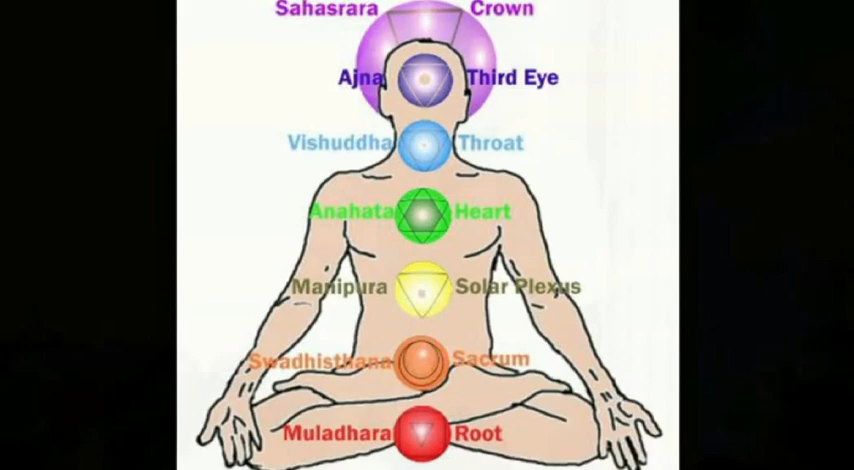 Sahasrara Crown
Ajna Third Eye
Vishuddha Throat
Anahata Heart
Manipura Solar Plexus
Swadhisthana Sacrum
Muladhara Root